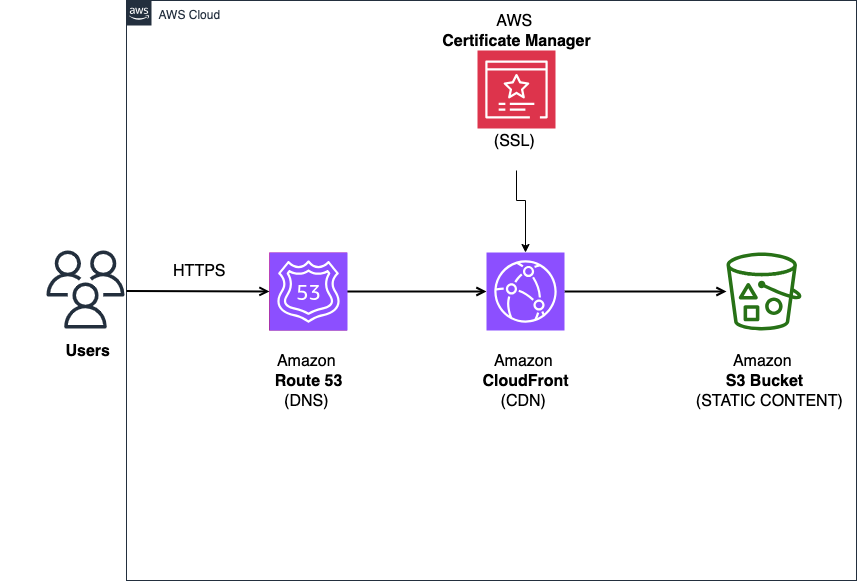 aws
AWS Cloud
AWS
Certificate Manager
(SSL)
HTTPS
53
Users
Amazon
Route 53
(DNS)
Amazon
CloudFront
(CDN)
Amazon
S3 Bucket
(STATIC CONTENT)